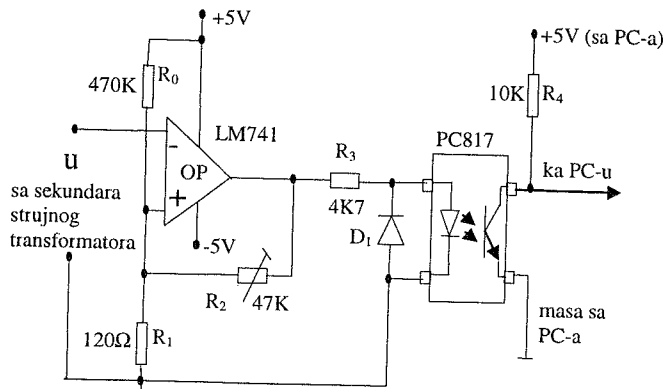 +5V
+5V (sa PC-a)
470K R₀
10K R₄
LM741
PC817
u
-
OP
+
R₃
ka PC-u
sa sekundara
strujnog
transformatora
4K7
D₁
-5V
R₂ 47K
masa sa
PC-a
120Ω R₁